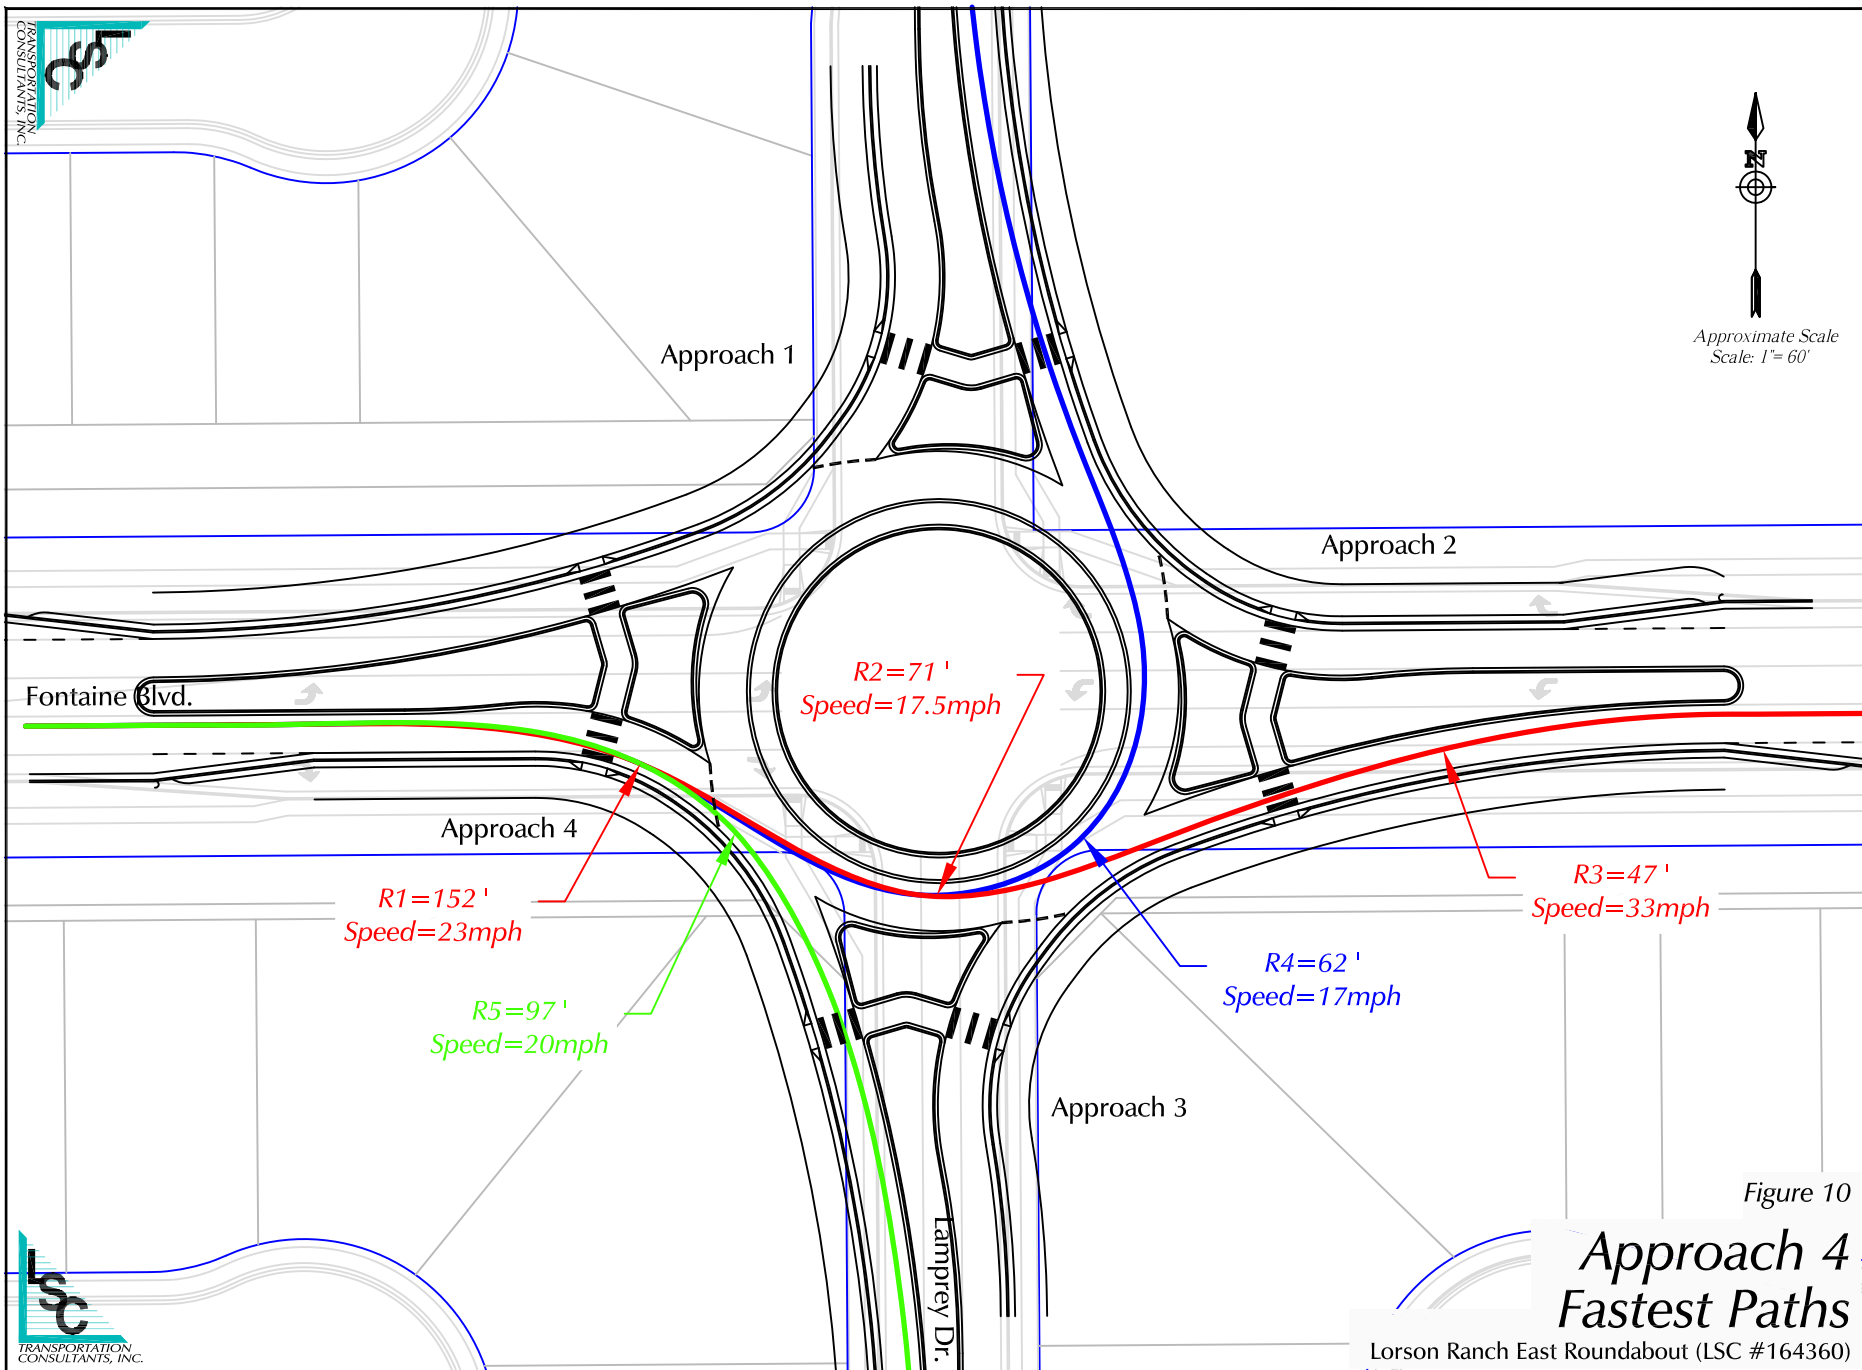 LSC
TRANSPORTATION
CONSULTANTS, INC.
N
Approximate Scale
Scale: 1"= 60'
Approach 1
Approach 2
R2=71 '
Speed=17.5mph
Fontaine Blvd.
Approach 4
R1=152 '
Speed=23mph
R3=47 '
Speed=33mph
R4=62 '
Speed=17mph
R5=97 '
Speed=20mph
Approach 3
Lamprey Dr.
Figure 10
Approach 4
Fastest Paths
Lorson Ranch East Roundabout (LSC #164360)
LSC
TRANSPORTATION
CONSULTANTS, INC.